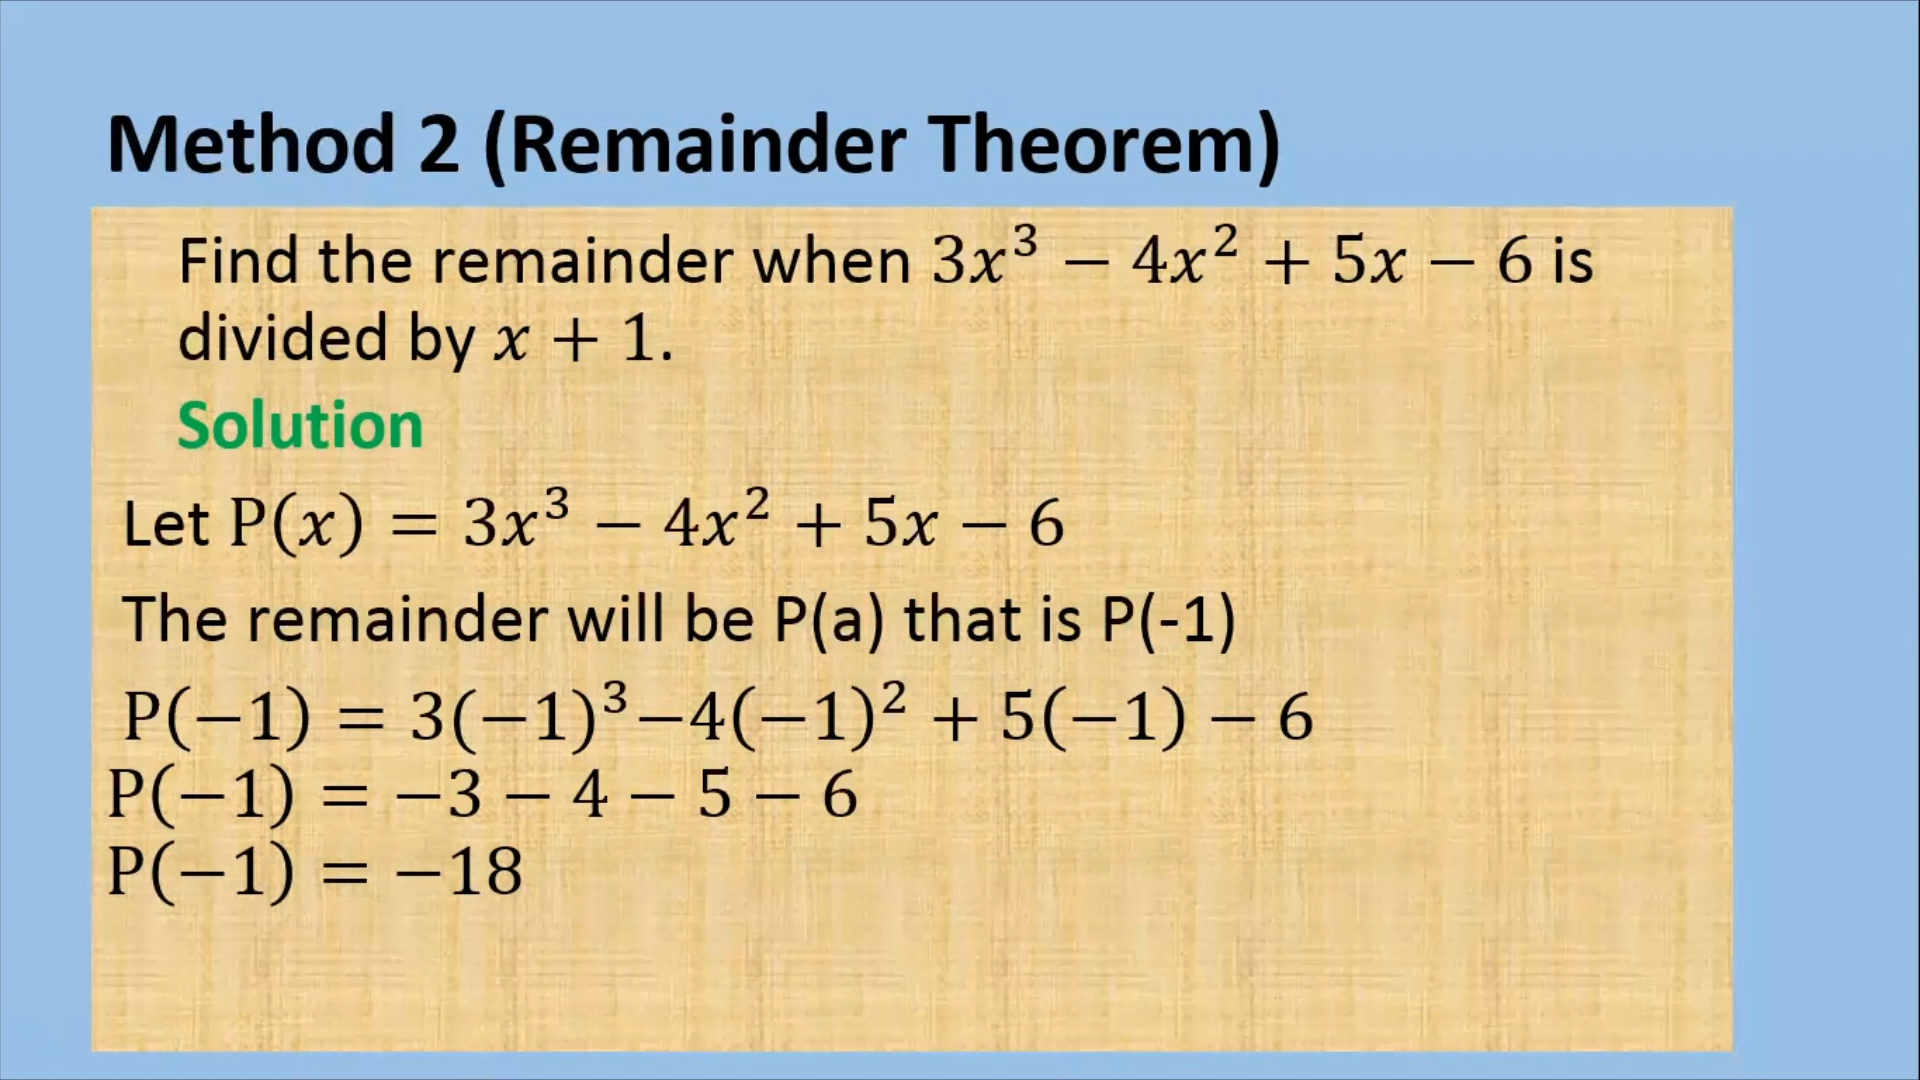 Method 2 (Remainder Theorem)
Find the remainder when 3x³ − 4x² + 5x − 6 is
divided by x + 1.
Solution
Let P(x) = 3x³ − 4x² + 5x − 6
The remainder will be P(a) that is P(-1)
P(−1) = 3(−1)³−4(−1)² + 5(−1) − 6
P(−1) = −3 − 4 − 5 − 6
P(−1) = −18